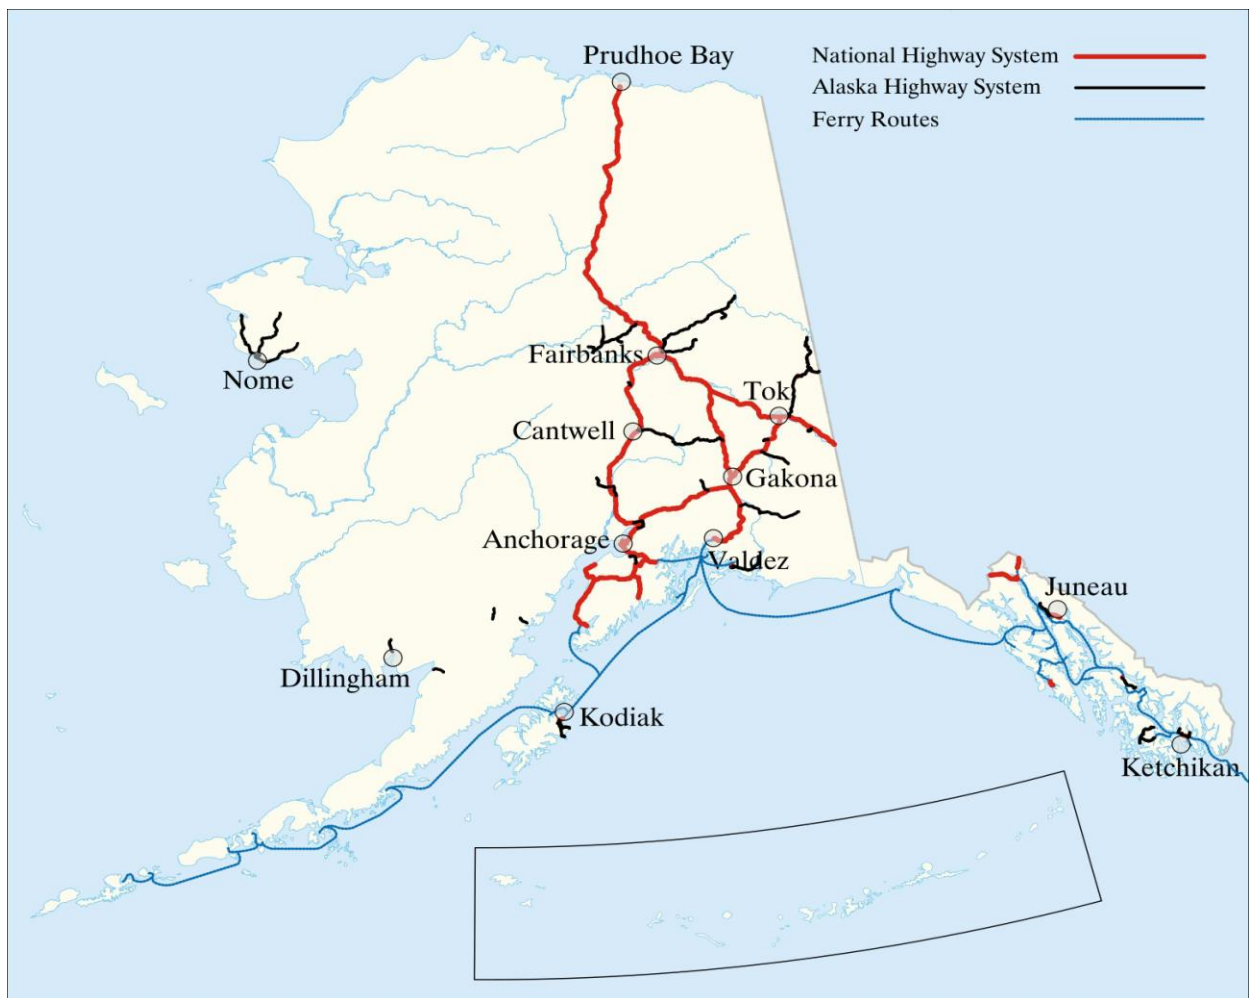 Prudhoe Bay
National Highway System
Alaska Highway System
Ferry Routes
Fairbanks
Nome
Tok
Cantwell
Gakona
Anchorage
Valdez
Juneau
Dillingham
Kodiak
Ketchikan